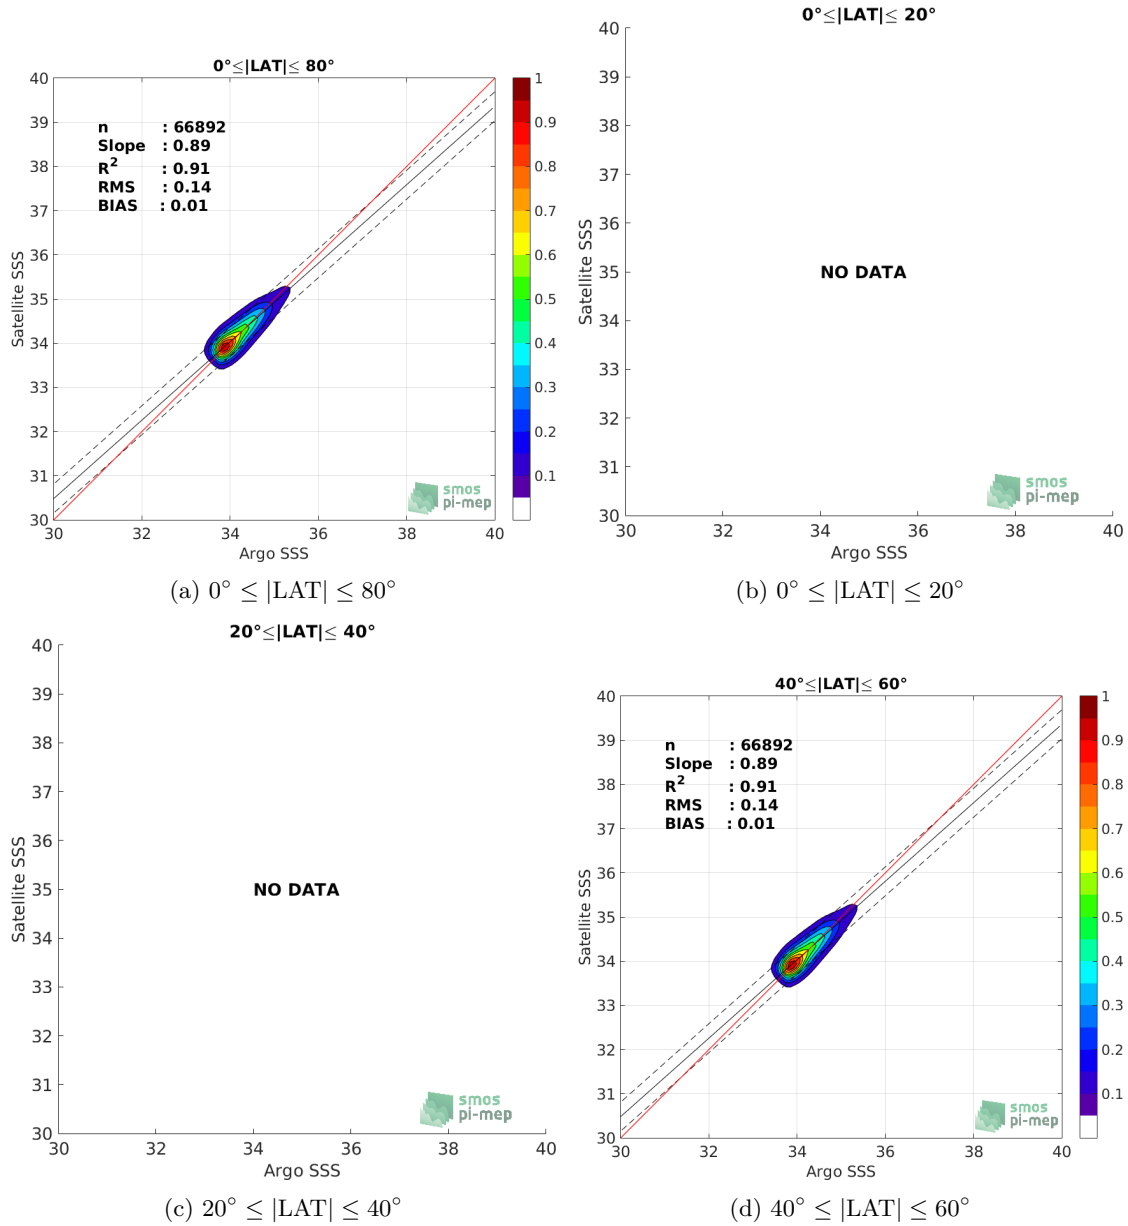 0°≤|LAT|≤ 80°
40
39
38
37
36
35
34
33
32
31
30
Satellite SSS
n : 66892
Slope : 0.89
R2 : 0.91
RMS : 0.14
BIAS : 0.01
smos
pi-mep
30 32 34 36 38 40
Argo SSS
1
0.9
0.8
0.7
0.6
0.5
0.4
0.3
0.2
0.1
(a) 0° ≤ |LAT| ≤ 80°
0°≤|LAT|≤ 20°
40
39
38
37
36
35
34
33
32
31
30
Satellite SSS
NO DATA
smos
pi-mep
30 32 34 36 38 40
Argo SSS
(b) 0° ≤ |LAT| ≤ 20°
20°≤|LAT|≤ 40°
40
39
38
37
36
35
34
33
32
31
30
Satellite SSS
NO DATA
smos
pi-mep
30 32 34 36 38 40
Argo SSS
(c) 20° ≤ |LAT| ≤ 40°
40°≤|LAT|≤ 60°
40
39
38
37
36
35
34
33
32
31
30
Satellite SSS
n : 66892
Slope : 0.89
R2 : 0.91
RMS : 0.14
BIAS : 0.01
smos
pi-mep
30 32 34 36 38 40
Argo SSS
1
0.9
0.8
0.7
0.6
0.5
0.4
0.3
0.2
0.1
(d) 40° ≤ |LAT| ≤ 60°